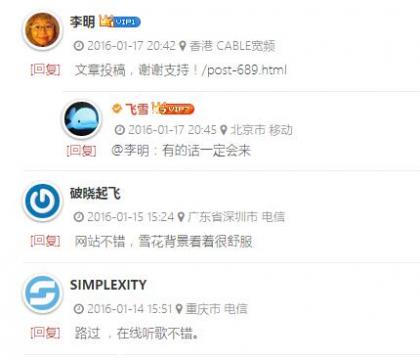 李明 VIP1
2016-01-17 20:42 香港 CABLE宽频
[回复] 文章投稿，谢谢支持！/post-689.html
飞雪 VIP2
2016-01-17 20:45 北京市 移动
[回复] @李明：有的话一定会来
破晓起飞
2016-01-15 15:24 广东省深圳市 电信
[回复] 网站不错，雪花背景看着很舒服
SIMPLEXITY
2016-01-14 15:51 重庆市 电信
[回复] 路过 ，在线听歌不错。